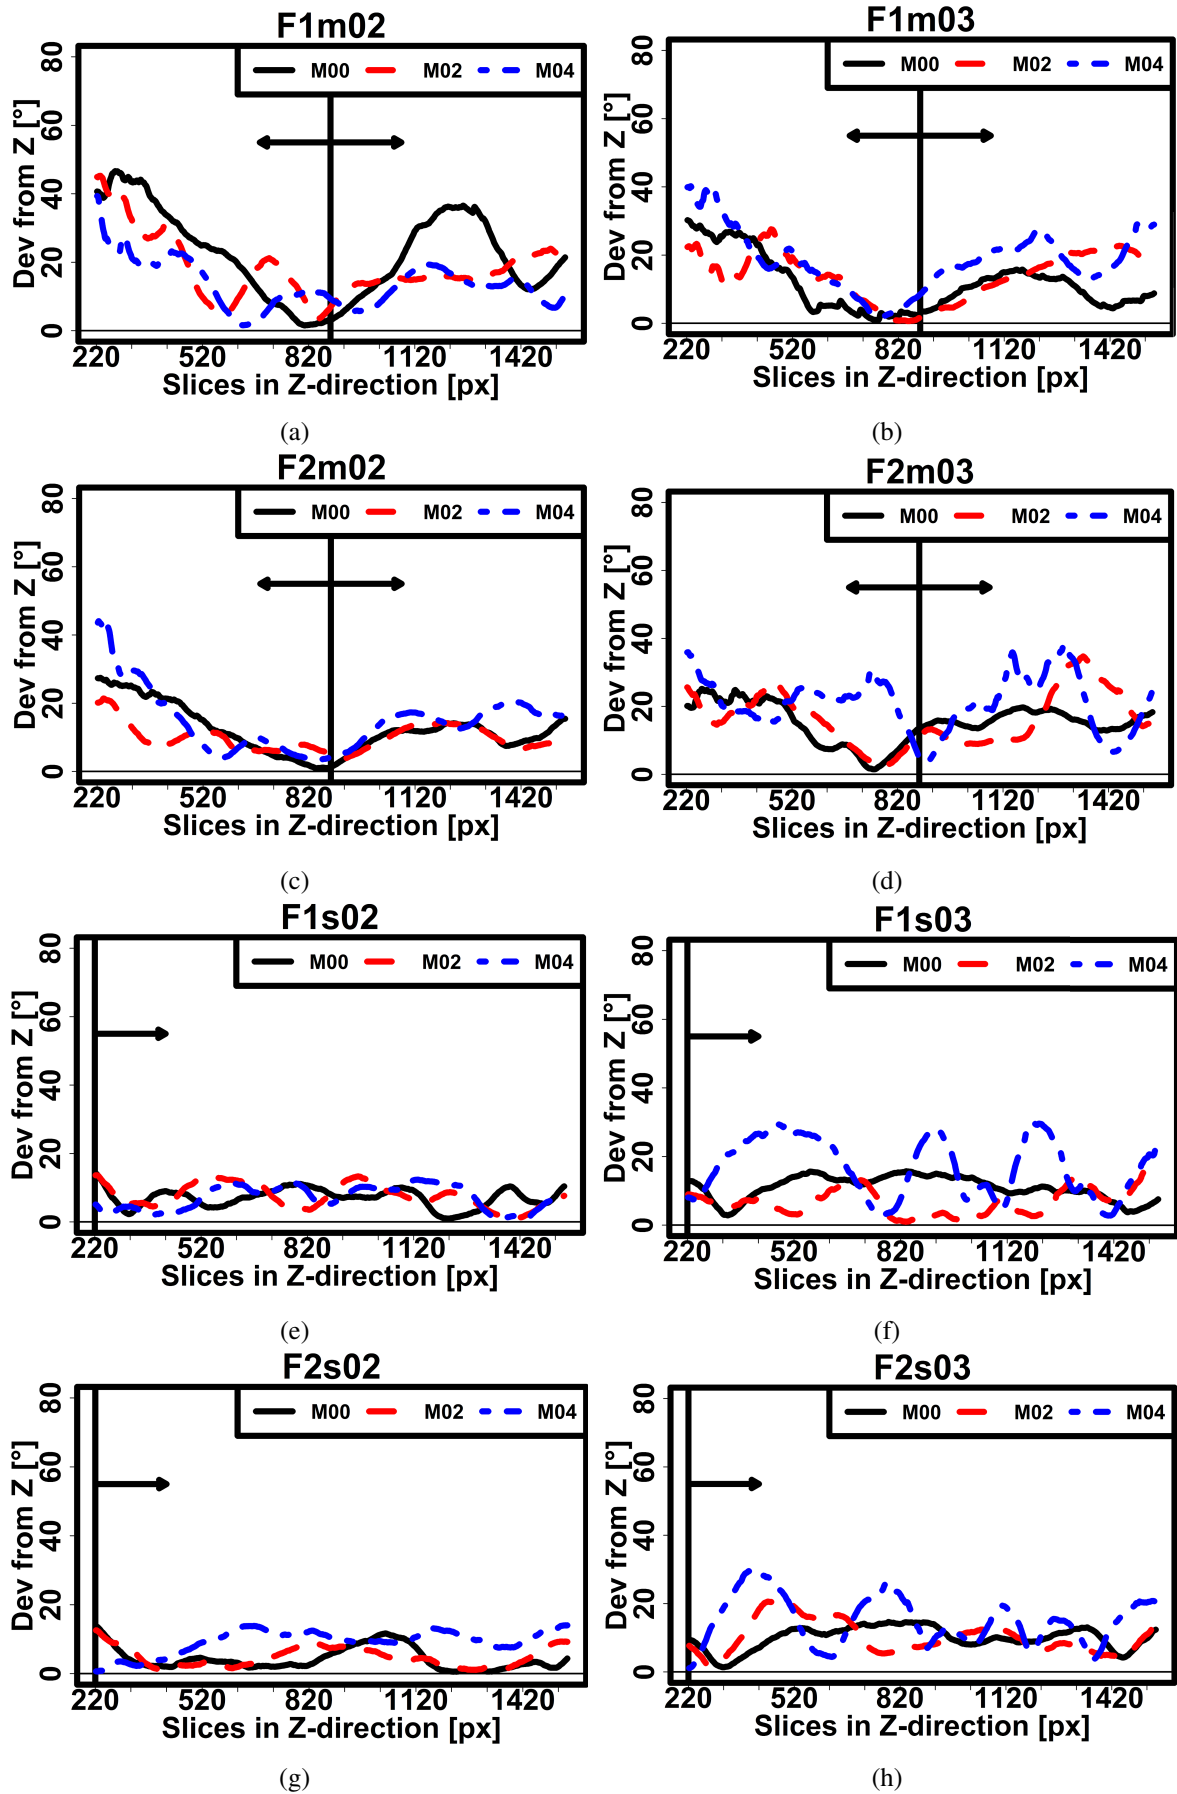 F1m02
80
60
40
20
0
Dev from Z [°]
M00 M02 M04
220 520 820 1120 1420
Slices in Z-direction [px]
(a)
F1m03
80
60
40
20
0
Dev from Z [°]
M00 M02 M04
220 520 820 1120 1420
Slices in Z-direction [px]
(b)
F2m02
80
60
40
20
0
Dev from Z [°]
M00 M02 M04
220 520 820 1120 1420
Slices in Z-direction [px]
(c)
F2m03
80
60
40
20
0
Dev from Z [°]
M00 M02 M04
220 520 820 1120 1420
Slices in Z-direction [px]
(d)
F1s02
80
60
40
20
0
Dev from Z [°]
M00 M02 M04
220 520 820 1120 1420
Slices in Z-direction [px]
(e)
F1s03
80
60
40
20
0
Dev from Z [°]
M00 M02 M04
220 520 820 1120 1420
Slices in Z-direction [px]
(f)
F2s02
80
60
40
20
0
Dev from Z [°]
M00 M02 M04
220 520 820 1120 1420
Slices in Z-direction [px]
(g)
F2s03
80
60
40
20
0
Dev from Z [°]
M00 M02 M04
220 520 820 1120 1420
Slices in Z-direction [px]
(h)